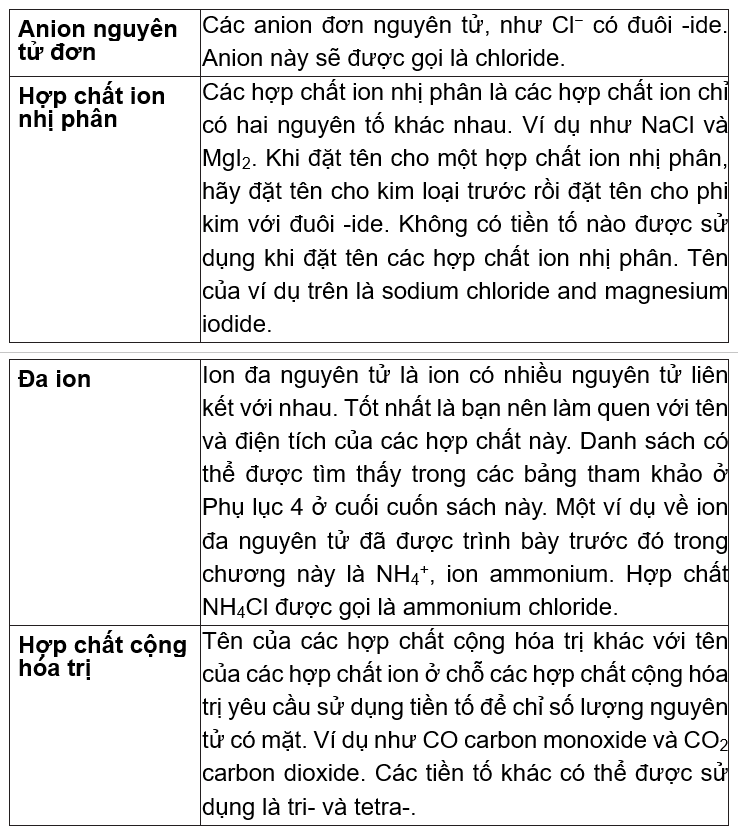 Anion nguyên
tử đơn
Các anion đơn nguyên tử, như Cl⁻ có đuôi -ide.
Anion này sẽ được gọi là chloride.
Hợp chất ion
nhị phân
Các hợp chất ion nhị phân là các hợp chất ion chỉ
có hai nguyên tố khác nhau. Ví dụ như NaCl và
MgI₂. Khi đặt tên cho một hợp chất ion nhị phân,
hãy đặt tên cho kim loại trước rồi đặt tên cho phi
kim với đuôi -ide. Không có tiền tố nào được sử
dụng khi đặt tên các hợp chất ion nhị phân. Tên
của ví dụ trên là sodium chloride and magnesium
iodide.
Đa ion
Ion đa nguyên tử là ion có nhiều nguyên tử liên
kết với nhau. Tốt nhất là bạn nên làm quen với tên
và điện tích của các hợp chất này. Danh sách có
thể được tìm thấy trong các bảng tham khảo ở
Phụ lục 4 ở cuối cuốn sách này. Một ví dụ về ion
đa nguyên tử đã được trình bày trước đó trong
chương này là NH₄⁺, ion ammonium. Hợp chất
NH₄Cl được gọi là ammonium chloride.
Hợp chất cộng
hóa trị
Tên của các hợp chất cộng hóa trị khác với tên
của các hợp chất ion ở chỗ các hợp chất cộng hóa
trị yêu cầu sử dụng tiền tố để chỉ số lượng nguyên
tử có mặt. Ví dụ như CO carbon monoxide và CO₂
carbon dioxide. Các tiền tố khác có thể được sử
dụng là tri- và tetra-.